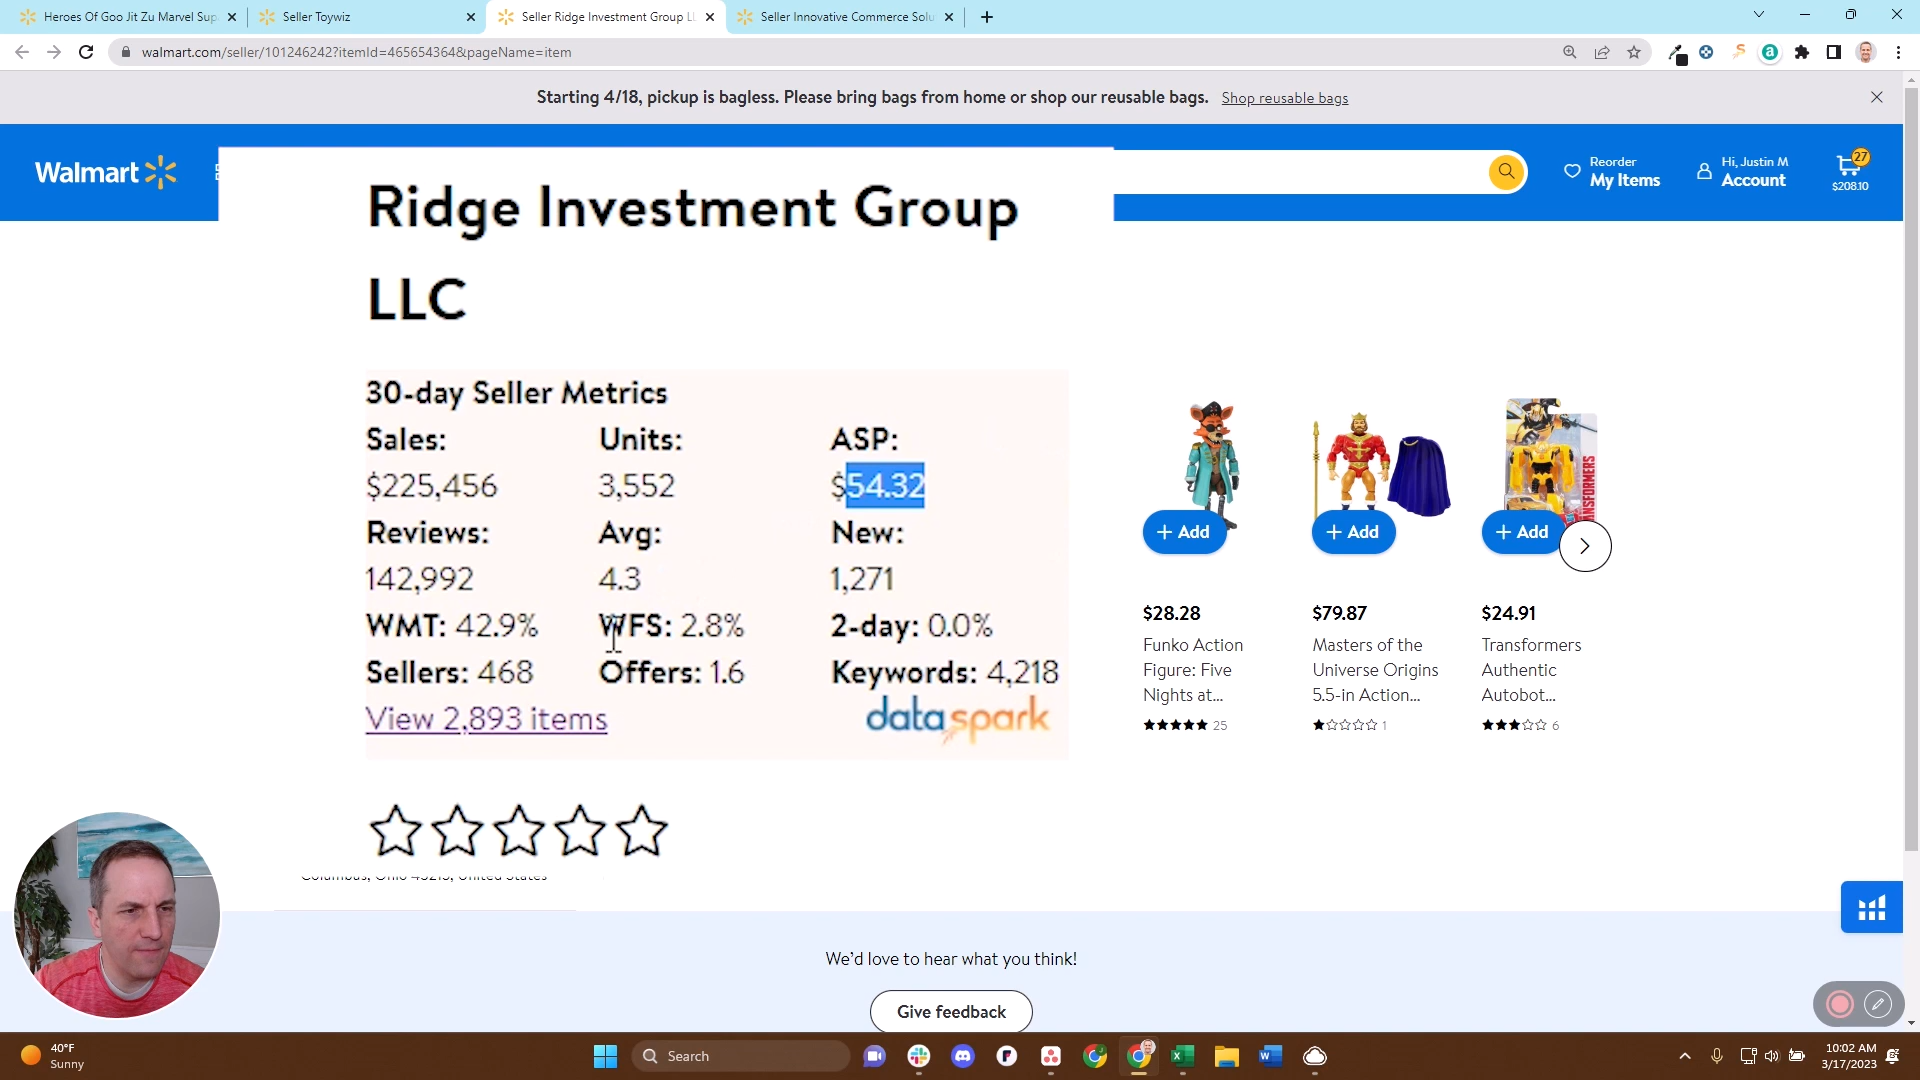 Heroes Of Goo Jit Zu Marvel Sup
Seller Toywiz
Seller Ridge Investment Group L
Seller Innovative Commerce Solu
walmart.com/seller/101246242?itemId=465654364&pageName=item
Starting 4/18, pickup is bagless. Please bring bags from home or shop our reusable bags. Shop reusable bags
Walmart
Reorder
My Items
Hi, Justin M
Account
27
$208.10
Ridge Investment Group
LLC
30-day Seller Metrics
Sales: Units: ASP:
$225,456 3,552 $54.32
Reviews: Avg: New:
142,992 4.3 1,271
WMT: 42.9% WFS: 2.8% 2-day: 0.0%
Sellers: 468 Offers: 1.6 Keywords: 4,218
View 2,893 items
data spark
TRANSFORMERS
+ Add
+ Add
+ Add
$28.28
Funko Action
Figure: Five
Nights at...
25
$79.87
Masters of the
Universe Origins
5.5-in Action...
1
$24.91
Transformers
Authentic
Autobot...
6
Columbus, Ohio 43215, United States
We'd love to hear what you think!
Give feedback
40°F
Sunny
Search
10:02 AM
3/17/2023